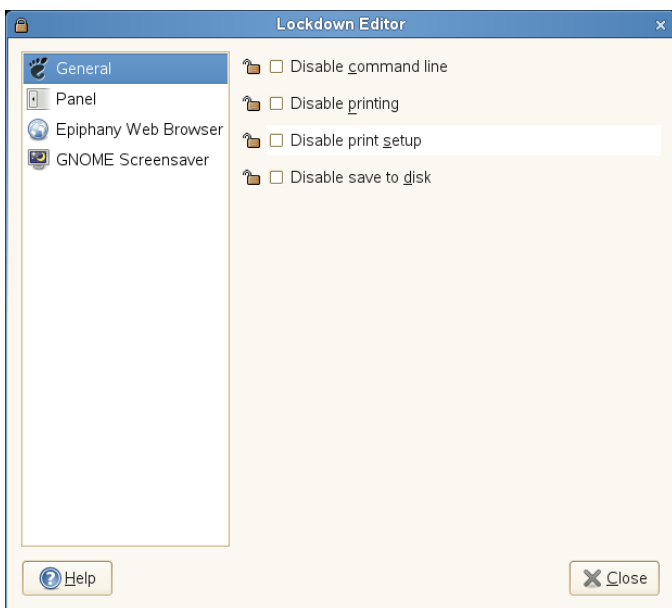 Lockdown Editor
General
Panel
Epiphany Web Browser
GNOME Screensaver
Disable command line
Disable printing
Disable print setup
Disable save to disk
Help
Close